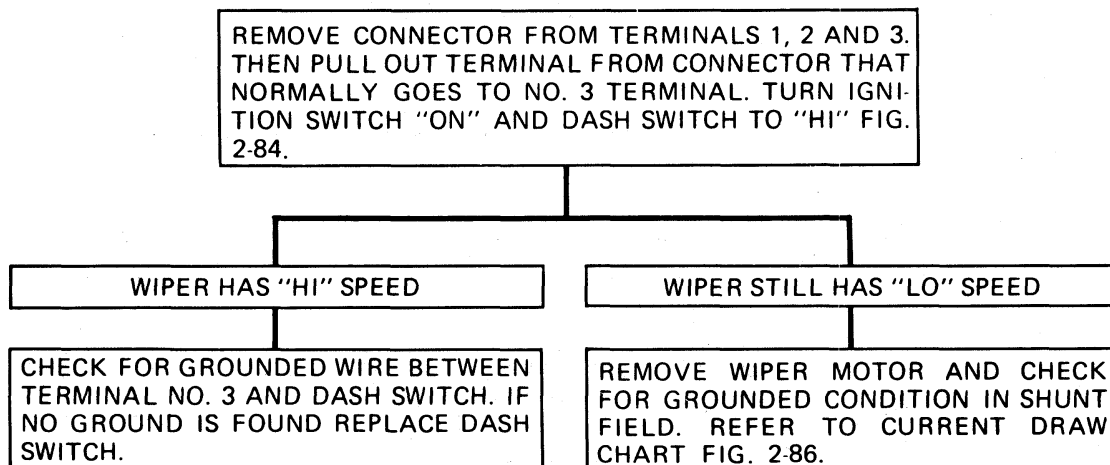 REMOVE CONNECTOR FROM TERMINALS 1, 2 AND 3.
THEN PULL OUT TERMINAL FROM CONNECTOR THAT
NORMALLY GOES TO NO. 3 TERMINAL. TURN IGNI-
TION SWITCH "ON" AND DASH SWITCH TO "HI" FIG.
2-84.
WIPER HAS "HI" SPEED
CHECK FOR GROUNDED WIRE BETWEEN
TERMINAL NO. 3 AND DASH SWITCH. IF
NO GROUND IS FOUND REPLACE DASH
SWITCH.
WIPER STILL HAS "LO" SPEED
REMOVE WIPER MOTOR AND CHECK
FOR GROUNDED CONDITION IN SHUNT
FIELD. REFER TO CURRENT DRAW
CHART FIG. 2-86.